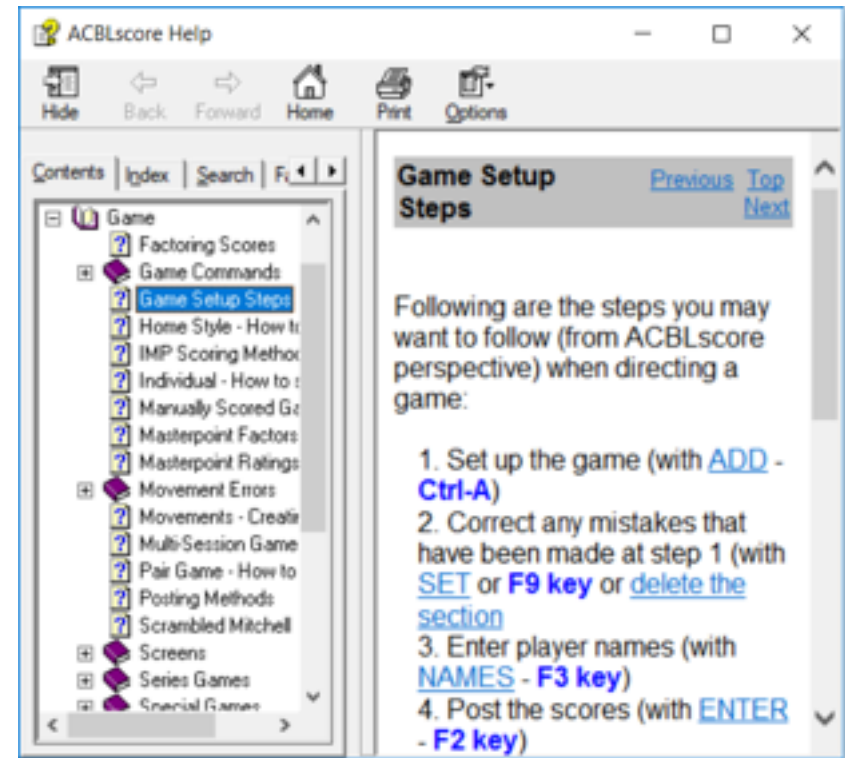 ACBLscore Help
Hide Back Forward Home Print Options
Contents Index Search
Game
Factoring Scores
Game Commands
Game Setup Steps
Home Style - How
IMP Scoring
Individual - How to
Manually Scored
Masterpoint Factors
Masterpoint Ratings
Movement Errors
Movements -
Multi-Session Game
Pair Game - How to
Posting Methods
Scrambled Mitchell
Screens
Series Games
Special Games
Game Setup
Steps
Previous Top
Next
Following are the steps you may
want to follow (from ACBLscore
perspective) when directing a
game:
1. Set up the game (with ADD -
Ctrl-A)
2. Correct any mistakes that
have been made at step 1 (with
SET or F9 key or delete the
section
3. Enter player names (with
NAMES - F3 key)
4. Post the scores (with ENTER
- F2 key)